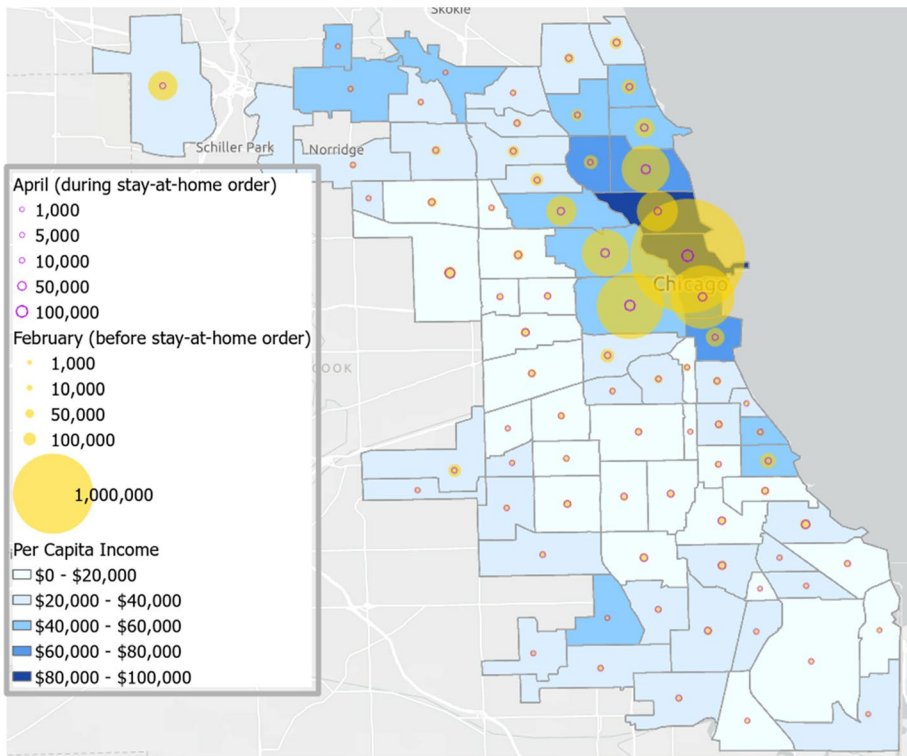 Skokie
Schiller Park
Norridge
April (during stay-at-home order)
1,000
5,000
10,000
50,000
100,000
February (before stay-at-home order)
1,000
10,000
50,000
100,000
1,000,000
Per Capita Income
$0 - $20,000
$20,000 - $40,000
$40,000 - $60,000
$60,000 - $80,000
$80,000 - $100,000
Chicago
COOK